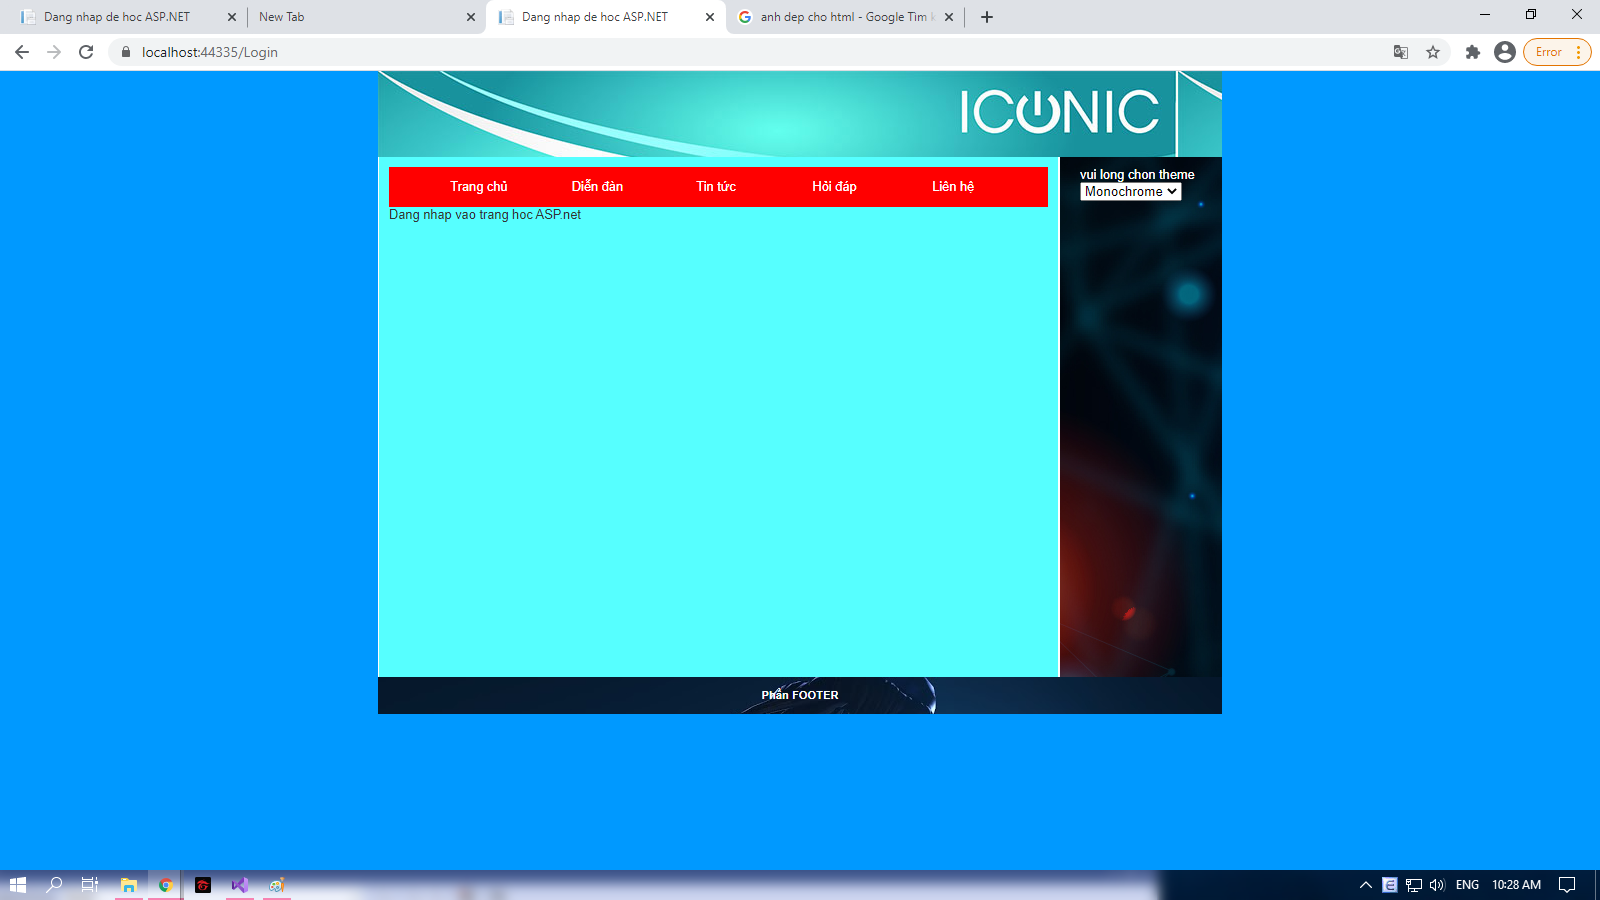 Dang nhap de hoc ASP.NET
New Tab
Dang nhap de hoc ASP.NET
anh dep cho html - Google Tìm k
localhost:44335/Login
Error
ICONIC
Trang chủ Diễn đàn Tin tức Hỏi đáp Liên hệ
Dang nhap vao trang hoc ASP.net
vui long chon theme
Monochrome
Phần FOOTER
ENG 10:28 AM